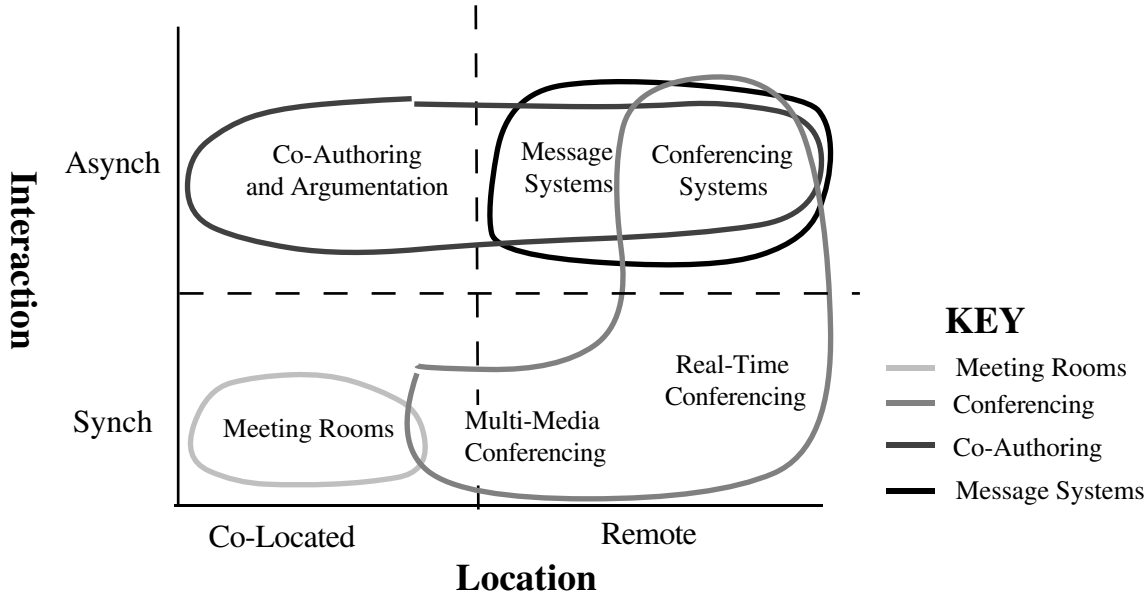 Interaction
Asynch
Synch
Co-Authoring
and Argumentation
Message
Systems
Conferencing
Systems
Real-Time
Conferencing
Meeting Rooms
Multi-Media
Conferencing
Co-Located
Remote
Location
KEY
Meeting Rooms
Conferencing
Co-Authoring
Message Systems